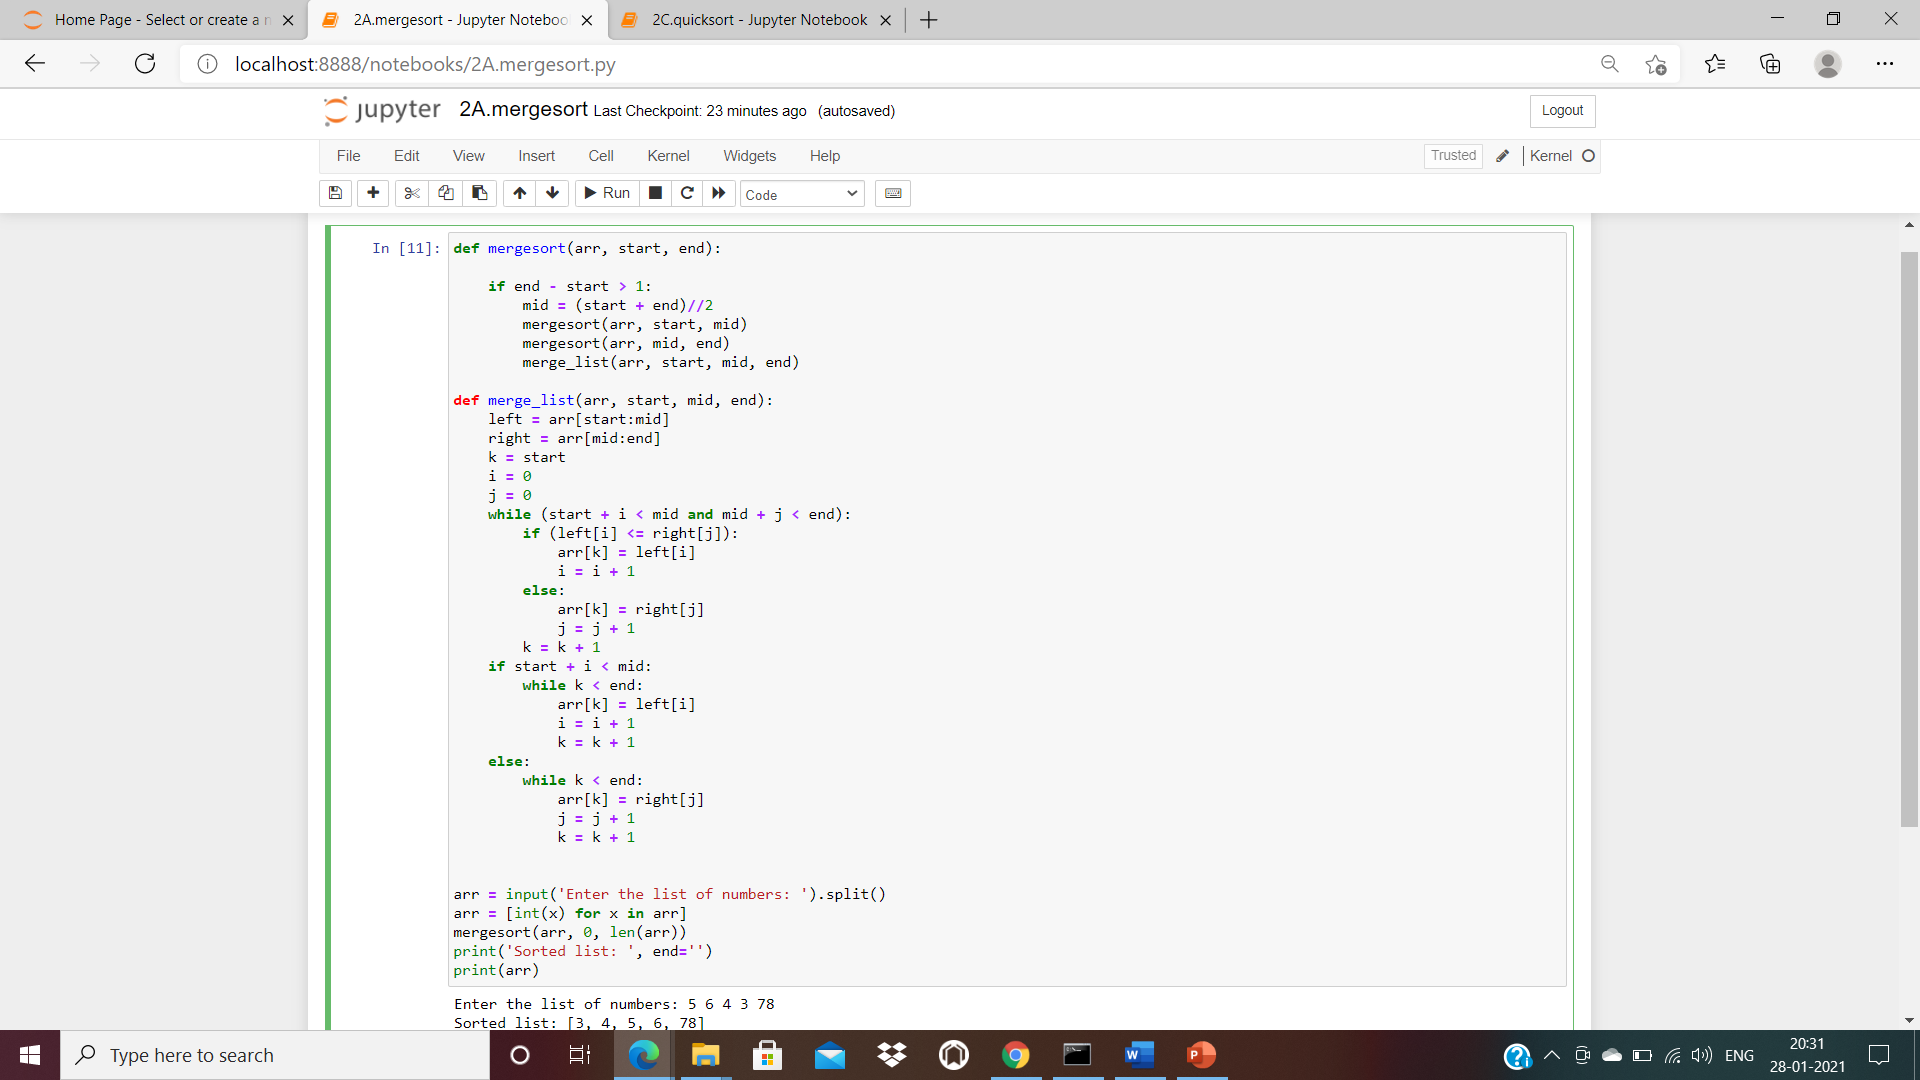 Home Page - Select or create a n
2A.mergesort - Jupyter Noteboo
2C.quicksort - Jupyter Notebook
localhost:8888/notebooks/2A.mergesort.py
jupyter 2A.mergesort Last Checkpoint: 23 minutes ago (autosaved)
Logout
File Edit View Insert Cell Kernel Widgets Help
Trusted Kernel
Run Code
In [11]: def mergesort(arr, start, end):

    if end - start > 1:
        mid = (start + end)//2
        mergesort(arr, start, mid)
        mergesort(arr, mid, end)
        merge_list(arr, start, mid, end)

def merge_list(arr, start, mid, end):
    left = arr[start:mid]
    right = arr[mid:end]
    k = start
    i = 0
    j = 0
    while (start + i < mid and mid + j < end):
        if (left[i] <= right[j]):
            arr[k] = left[i]
            i = i + 1
        else:
            arr[k] = right[j]
            j = j + 1
        k = k + 1
    if start + i < mid:
        while k < end:
            arr[k] = left[i]
            i = i + 1
            k = k + 1
    else:
        while k < end:
            arr[k] = right[j]
            j = j + 1
            k = k + 1

arr = input('Enter the list of numbers: ').split()
arr = [int(x) for x in arr]
mergesort(arr, 0, len(arr))
print('Sorted list: ', end='')
print(arr)
Enter the list of numbers: 5 6 4 3 78
Sorted list: [3, 4, 5, 6, 78]
Type here to search
W
P
ENG
20:31
28-01-2021